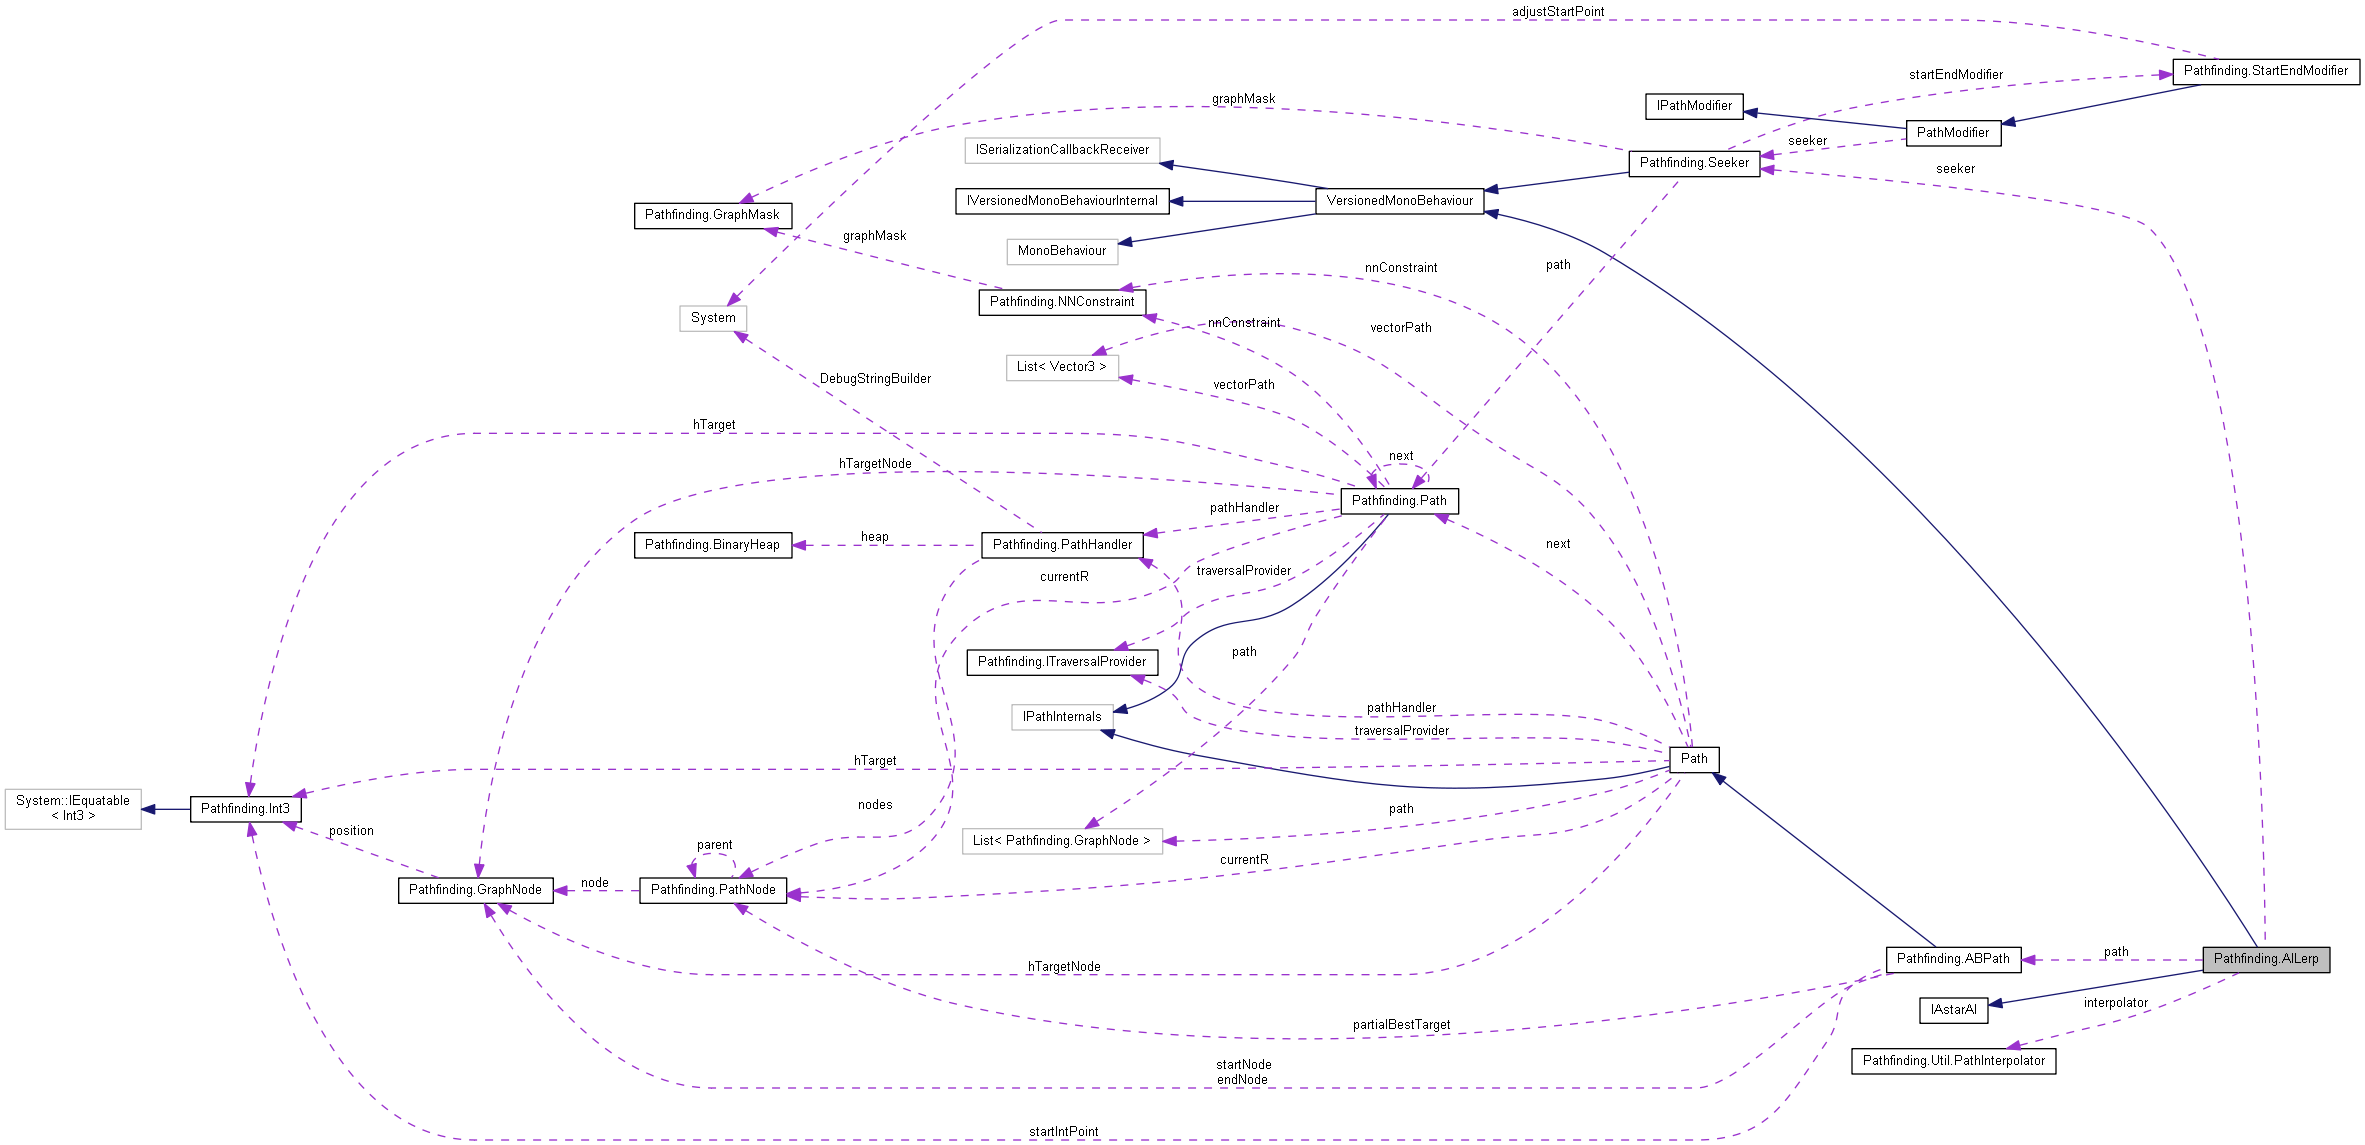 adjustStartPoint
Pathfinding.StartEndModifier
startEndModifier
graphMask
IPathModifier
PathModifier
seeker
ISerializationCallbackReceiver
Pathfinding.Seeker
seeker
IVersionedMonoBehaviourInternal
VersionedMonoBehaviour
Pathfinding.GraphMask
graphMask
MonoBehaviour
path
nnConstraint
Pathfinding.NNConstraint
System
nnConstraint
vectorPath
List< Vector3 >
DebugStringBuilder
vectorPath
hTarget
hTargetNode
next
Pathfinding.Path
pathHandler
heap
Pathfinding.BinaryHeap
Pathfinding.PathHandler
next
currentR
traversalProvider
path
Pathfinding.ITraversalProvider
IPathInternals
pathHandler
traversalProvider
Path
hTarget
System::IEquatable
< Int3 >
Pathfinding.Int3
nodes
path
position
List< Pathfinding.GraphNode >
parent
currentR
Pathfinding.GraphNode
node
Pathfinding.PathNode
hTargetNode
Pathfinding.ABPath
path
Pathfinding.AILerp
interpolator
IAstarAI
partialBestTarget
Pathfinding.Util.PathInterpolator
startNode
endNode
startIntPoint